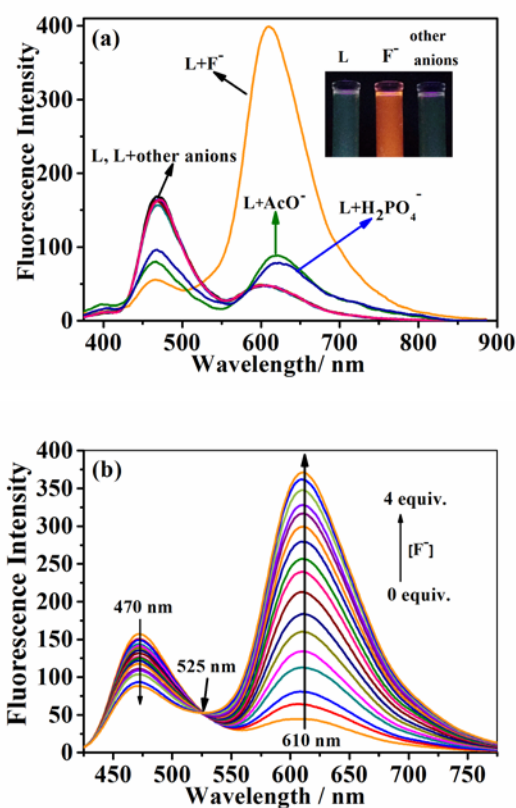 (a)
400
300
200
100
0
Fluorescence Intensity
L+F⁻
L, L+other anions
L+AcO⁻
L+H₂PO₄⁻
L
F⁻
other
anions
400 500 600 700 800 900
Wavelength/ nm
(b)
400
350
300
250
200
150
100
50
0
Fluorescence Intensity
470 nm
525 nm
610 nm
4 equiv.
[F⁻]
0 equiv.
450 500 550 600 650 700 750
Wavelength / nm